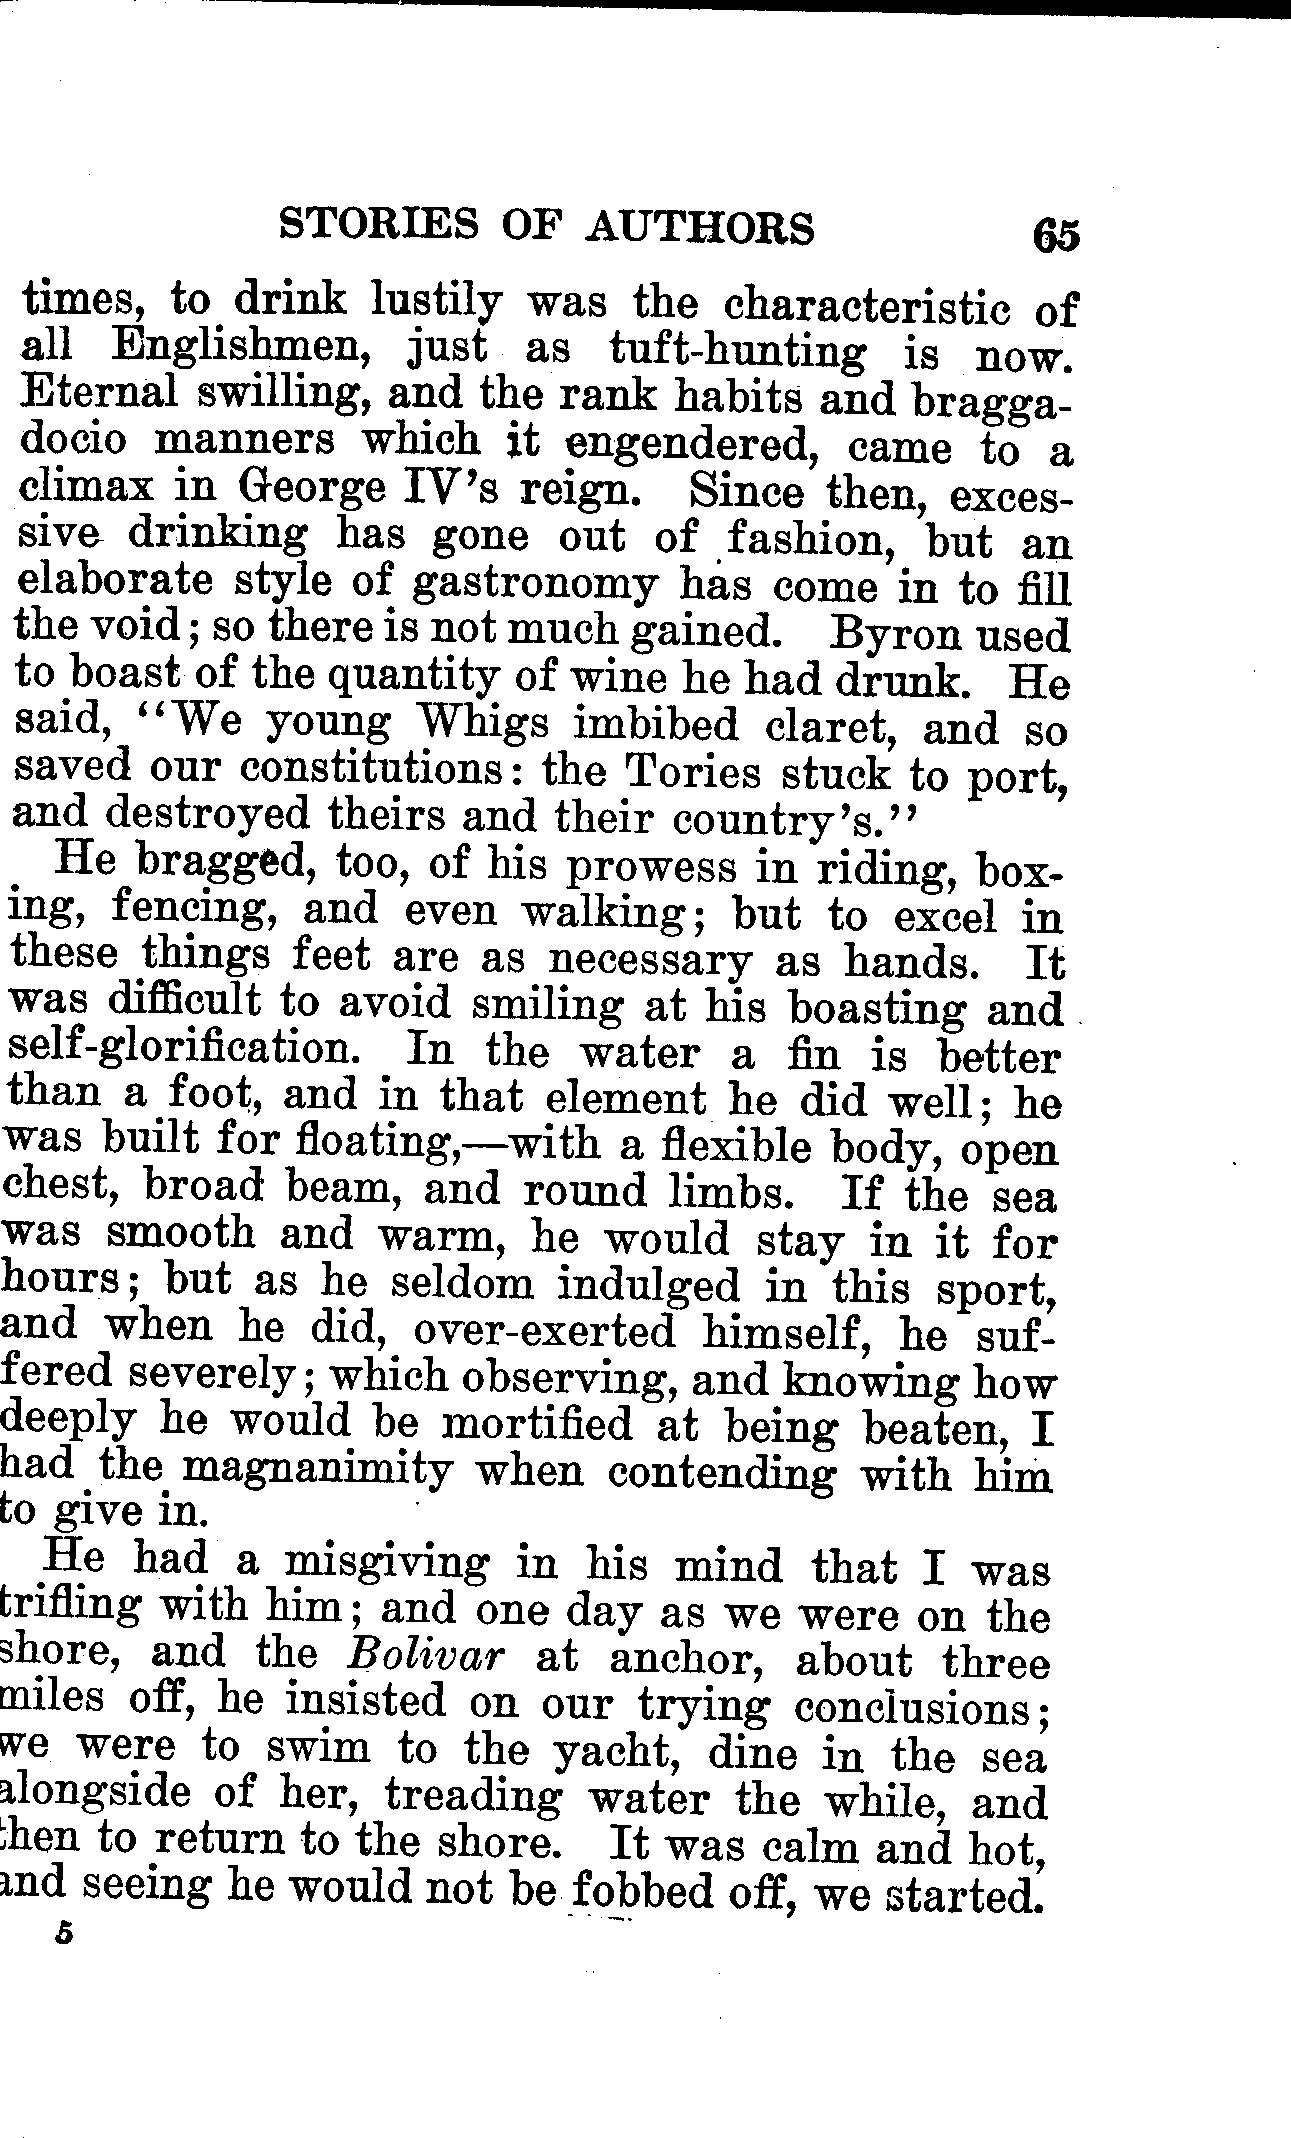 STORIES OF AUTHORS 65
times, to drink lustily was the characteristic of
all Englishmen, just as tuft-hunting is now.
Eternal swilling, and the rank habits and bragga-
docio manners which it engendered, came to a
climax in George IV's reign. Since then, exces-
sive drinking has gone out of fashion, but an
elaborate style of gastronomy has come in to fill
the void; so there is not much gained. Byron used
to boast of the quantity of wine he had drunk. He
said, "We young Whigs imbibed claret, and so
saved our constitutions: the Tories stuck to port,
and destroyed theirs and their country's."
He bragged, too, of his prowess in riding, box-
ing, fencing, and even walking; but to excel in
these things feet are as necessary as hands. It
was difficult to avoid smiling at his boasting and
self-glorification. In the water a fin is better
than a foot, and in that element he did well; he
was built for floating,—with a flexible body, open
chest, broad beam, and round limbs. If the sea
was smooth and warm, he would stay in it for
hours; but as he seldom indulged in this sport,
and when he did, over-exerted himself, he suf-
fered severely; which observing, and knowing how
deeply he would be mortified at being beaten, I
had the magnanimity when contending with him
to give in.
He had a misgiving in his mind that I was
trifling with him; and one day as we were on the
shore, and the Bolivar at anchor, about three
miles off, he insisted on our trying conclusions;
we were to swim to the yacht, dine in the sea
alongside of her, treading water the while, and
then to return to the shore. It was calm and hot,
and seeing he would not be fobbed off, we started.
5